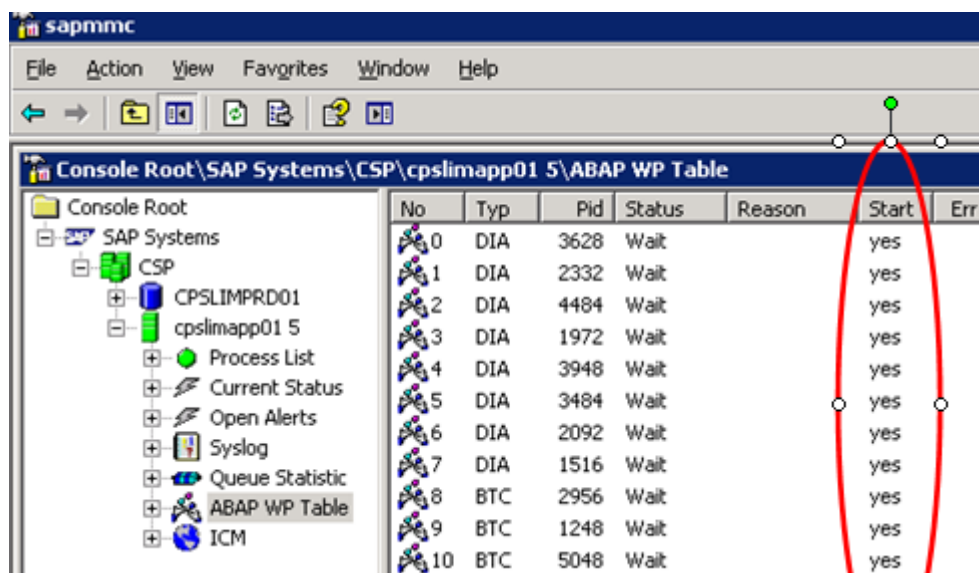 sapmmc
File Action View Favorites Window Help
Console Root\SAP Systems\CSP\cpslimapp01 5\ABAP WP Table
Console Root
SAP Systems
CSP
CPSLIMPRD01
cpslimapp01 5
Process List
Current Status
Open Alerts
Syslog
Queue Statistic
ABAP WP Table
ICM
No Typ Pid Status Reason Start Err
0 DIA 3628 Wait yes
1 DIA 2332 Wait yes
2 DIA 4484 Wait yes
3 DIA 1972 Wait yes
4 DIA 3948 Wait yes
5 DIA 3484 Wait yes
6 DIA 2092 Wait yes
7 DIA 1516 Wait yes
8 BTC 2956 Wait yes
9 BTC 1248 Wait yes
10 BTC 5048 Wait yes